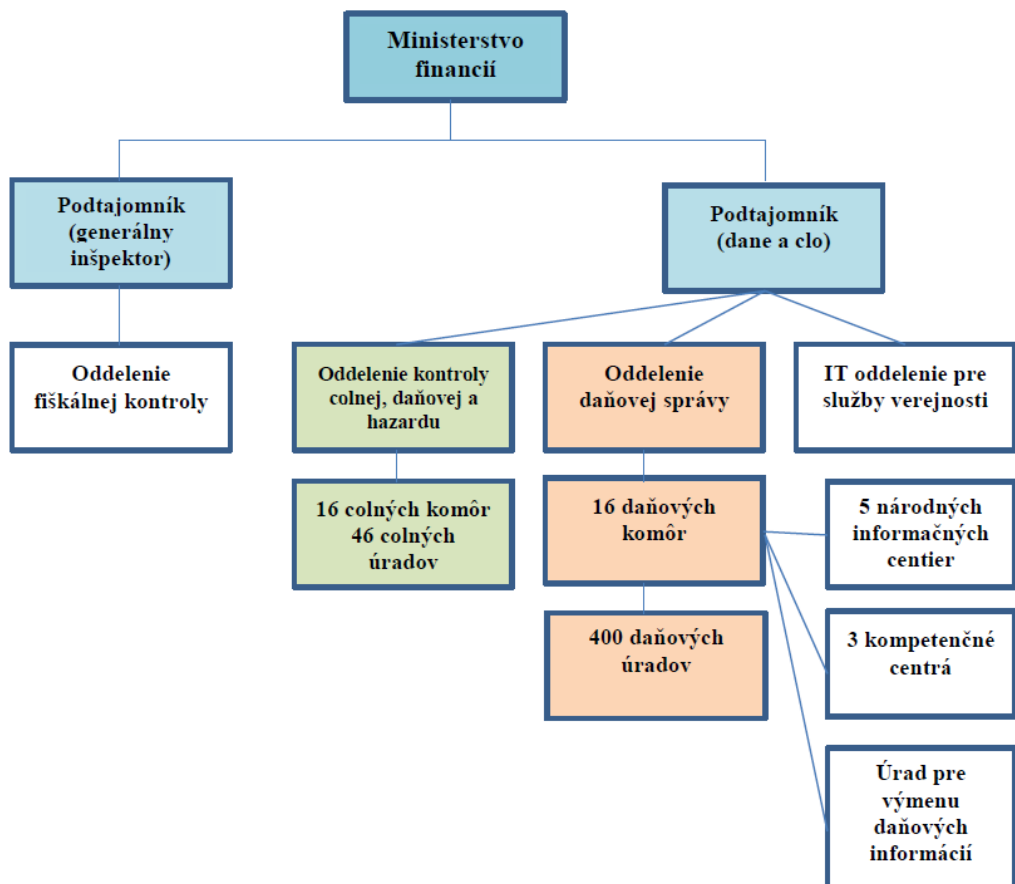 Ministerstvo
financií
Podtajomník
(generálny
inšpektor)
Podtajomník
(dane a clo)
Oddelenie
fiškálnej kontroly
Oddelenie kontroly
colnej, daňovej a
hazardu
Oddelenie
daňovej správy
IT oddelenie pre
služby verejnosti
16 colných komôr
46 colných
úradov
16 daňových
komôr
5 národných
informačných
centier
400 daňových
úradov
3 kompetenčné
centrá
Úrad pre
výmenu
daňových
informácií